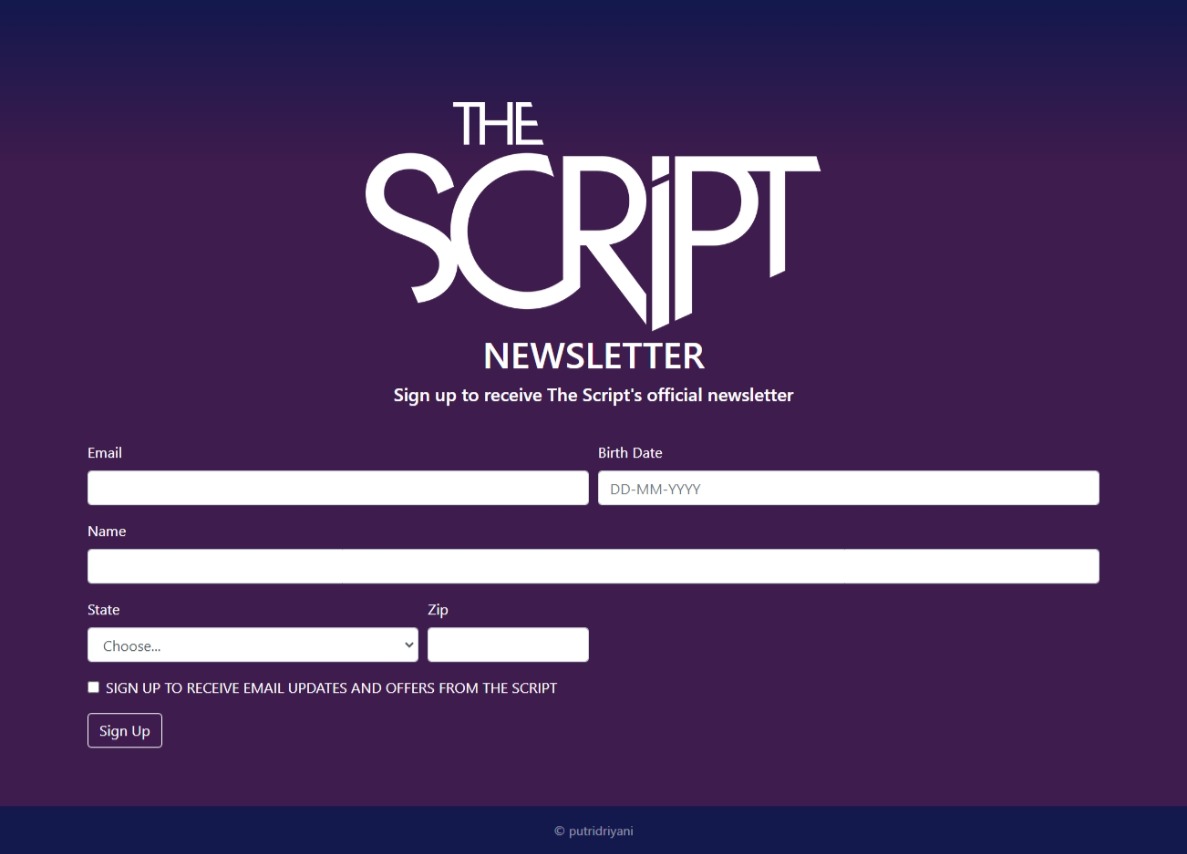 THE
SCRiPT
NEWSLETTER
Sign up to receive The Script's official newsletter
Email
Birth Date
DD-MM-YYYY
Name
State
Zip
Choose...
SIGN UP TO RECEIVE EMAIL UPDATES AND OFFERS FROM THE SCRIPT
Sign Up
© putridriyani